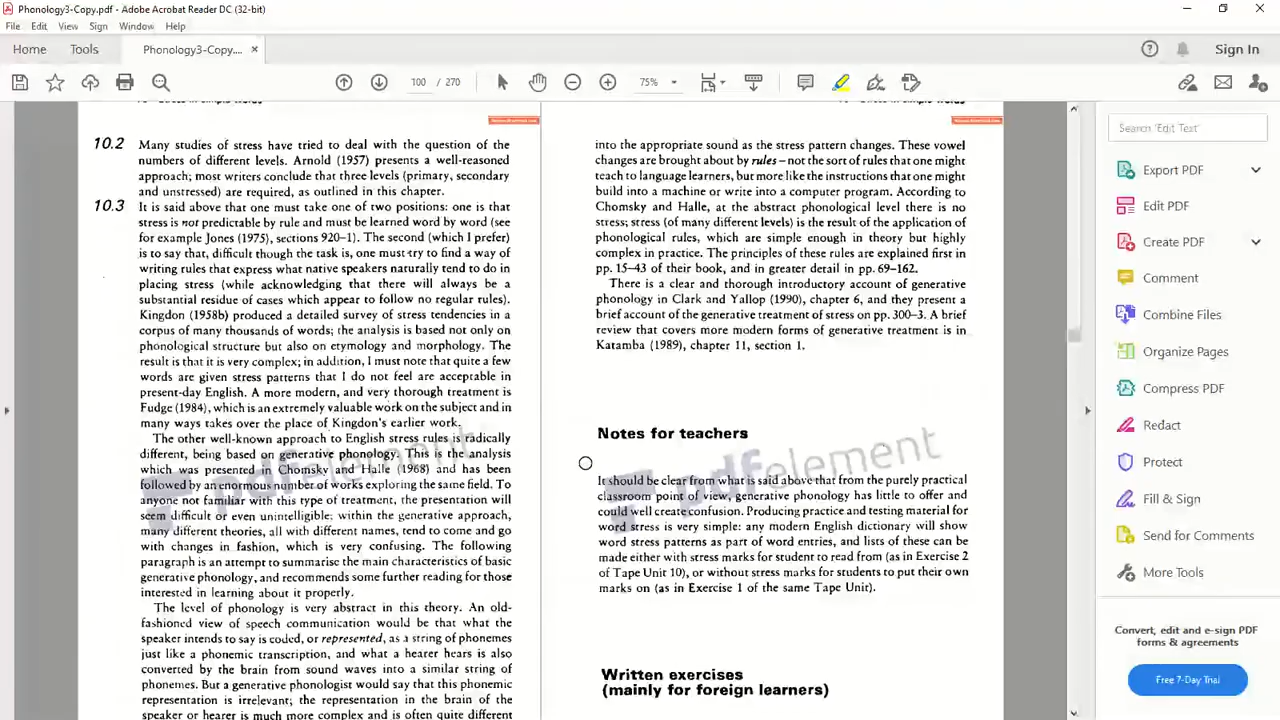 Phonology3-Copy.pdf - Adobe Acrobat Reader DC (32-bit)
File Edit View Sign Window Help
Home Tools Phonology3-Copy.... × Sign In
100 / 270 75%
10.2 Many studies of stress have tried to deal with the question of the
numbers of different levels. Arnold (1957) presents a well-reasoned
approach; most writers conclude that three levels (primary, secondary
and unstressed) are required, as outlined in this chapter.
10.3 It is said above that one must take one of two positions: one is that
stress is not predictable by rule and must be learned word by word (see
for example Jones (1975), sections 920–1). The second (which I prefer)
is to say that, difficult though the task is, one must try to find a way of
writing rules that express what native speakers naturally tend to do in
placing stress (while acknowledging that there will always be a
substantial residue of cases which appear to follow no regular rules).
Kingdon (1958b) produced a detailed survey of stress tendencies in a
corpus of many thousands of words; the analysis is based not only on
phonological structure but also on etymology and morphology. The
result is that it is very complex; in addition, I must note that quite a few
words are given stress patterns that I do not feel are acceptable in
present-day English. A more modern, and very thorough treatment is
Fudge (1984), which is an extremely valuable work on the subject and in
many ways takes over the place of Kingdon's earlier work.
The other well-known approach to English stress rules is radically
different, being based on generative phonology. This is the analysis
which was presented in Chomsky and Halle (1968) and has been
followed by an enormous number of works exploring the same field. To
anyone not familiar with this type of treatment, the presentation will
seem difficult or even unintelligible; within the generative approach,
many different theories, all with different names, tend to come and go
with changes in fashion, which is very confusing. The following
paragraph is an attempt to summarise the main characteristics of basic
generative phonology, and recommends some further reading for those
interested in learning about it properly.
The level of phonology is very abstract in this theory. An old-
fashioned view of speech communication would be that what the
speaker intends to say is coded, or represented, as a string of phonemes
just like a phonemic transcription, and what a hearer hears is also
converted by the brain from sound waves into a similar string of
phonemes. But a generative phonologist would say that this phonemic
representation is irrelevant; the representation in the brain of the
speaker or hearer is much more complex and is often quite different
into the appropriate sound as the stress pattern changes. These vowel
changes are brought about by rules – not the sort of rules that one might
teach to language learners, but more like the instructions that one might
build into a machine or write into a computer program. According to
Chomsky and Halle, at the abstract phonological level there is no
stress; stress (of many different levels) is the result of the application of
phonological rules, which are simple enough in theory but highly
complex in practice. The principles of these rules are explained first in
pp. 15–43 of their book, and in greater detail in pp. 69–162.
There is a clear and thorough introductory account of generative
phonology in Clark and Yallop (1990), chapter 6, and they present a
brief account of the generative treatment of stress on pp. 300–3. A brief
review that covers more modern forms of generative treatment is in
Katamba (1989), chapter 11, section 1.
Notes for teachers
It should be clear from what is said above that from the purely practical
classroom point of view, generative phonology has little to offer and
could well create confusion. Producing practice and testing material for
word stress is very simple: any modern English dictionary will show
word stress patterns as part of word entries, and lists of these can be
made either with stress marks for student to read from (as in Exercise 2
of Tape Unit 10), or without stress marks for students to put their own
marks on (as in Exercise 1 of the same Tape Unit).
Written exercises
(mainly for foreign learners)
pdfelement
pdfelement
Search 'Edit Text'
Export PDF
Edit PDF
Create PDF
Comment
Combine Files
Organize Pages
Compress PDF
Redact
Protect
Fill & Sign
Send for Comments
More Tools
Convert, edit and e-sign PDF
forms & agreements
Free 7-Day Trial